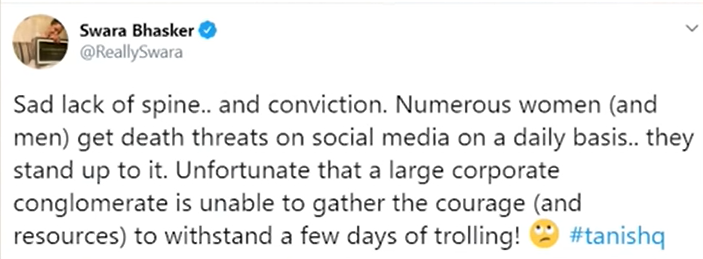 Swara Bhasker
@ReallySwara
Sad lack of spine.. and conviction. Numerous women (and
men) get death threats on social media on a daily basis.. they
stand up to it. Unfortunate that a large corporate
conglomerate is unable to gather the courage (and
resources) to withstand a few days of trolling! 🙄 #tanishq